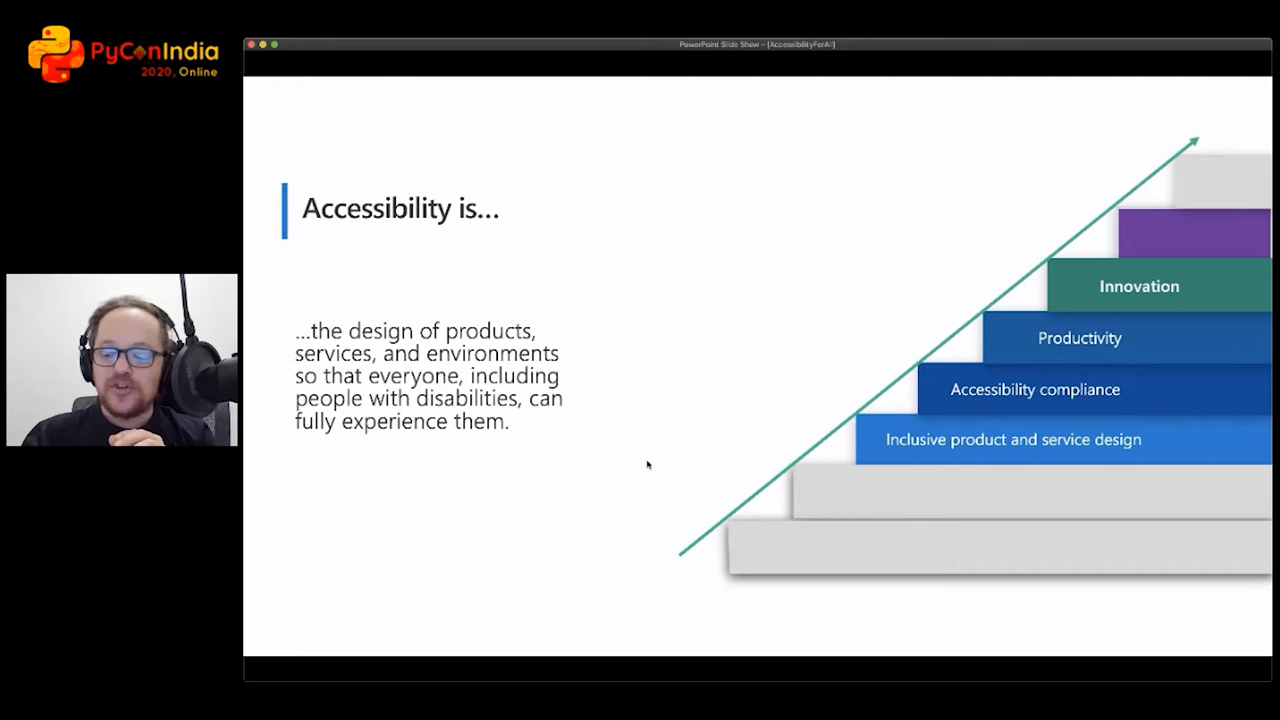 PyConIndia
2020, Online
PowerPoint Slide Show - [AccessibilityForAll]
Accessibility is...
...the design of products,
services, and environments
so that everyone, including
people with disabilities, can
fully experience them.
Innovation
Productivity
Accessibility compliance
Inclusive product and service design